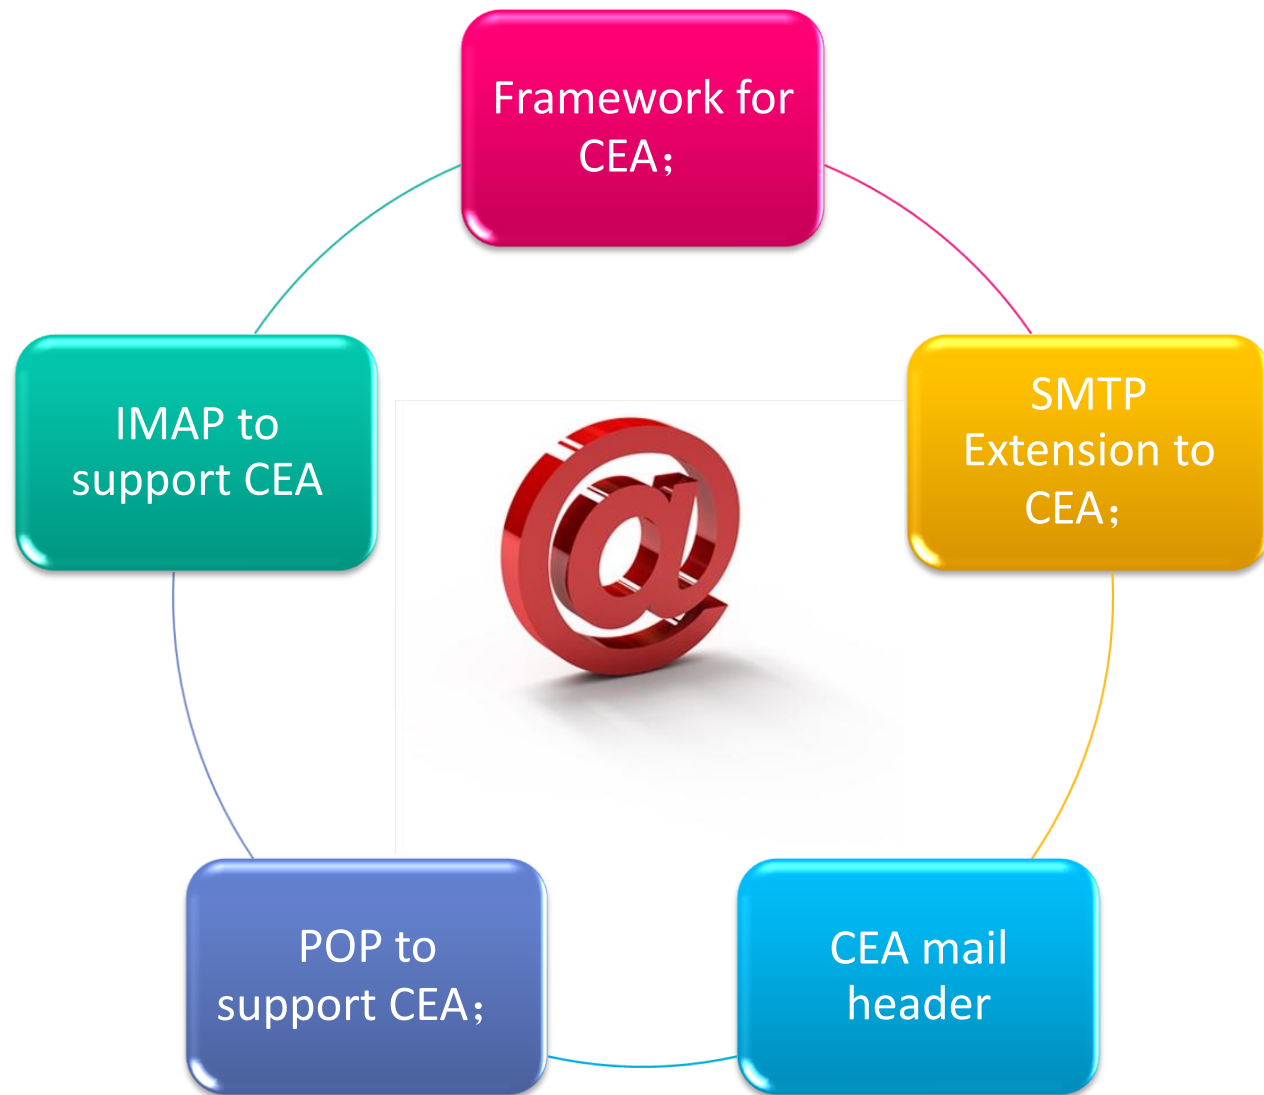 Framework for
CEA；
SMTP
Extension to
CEA；
CEA mail
header
POP to
support CEA；
IMAP to
support CEA